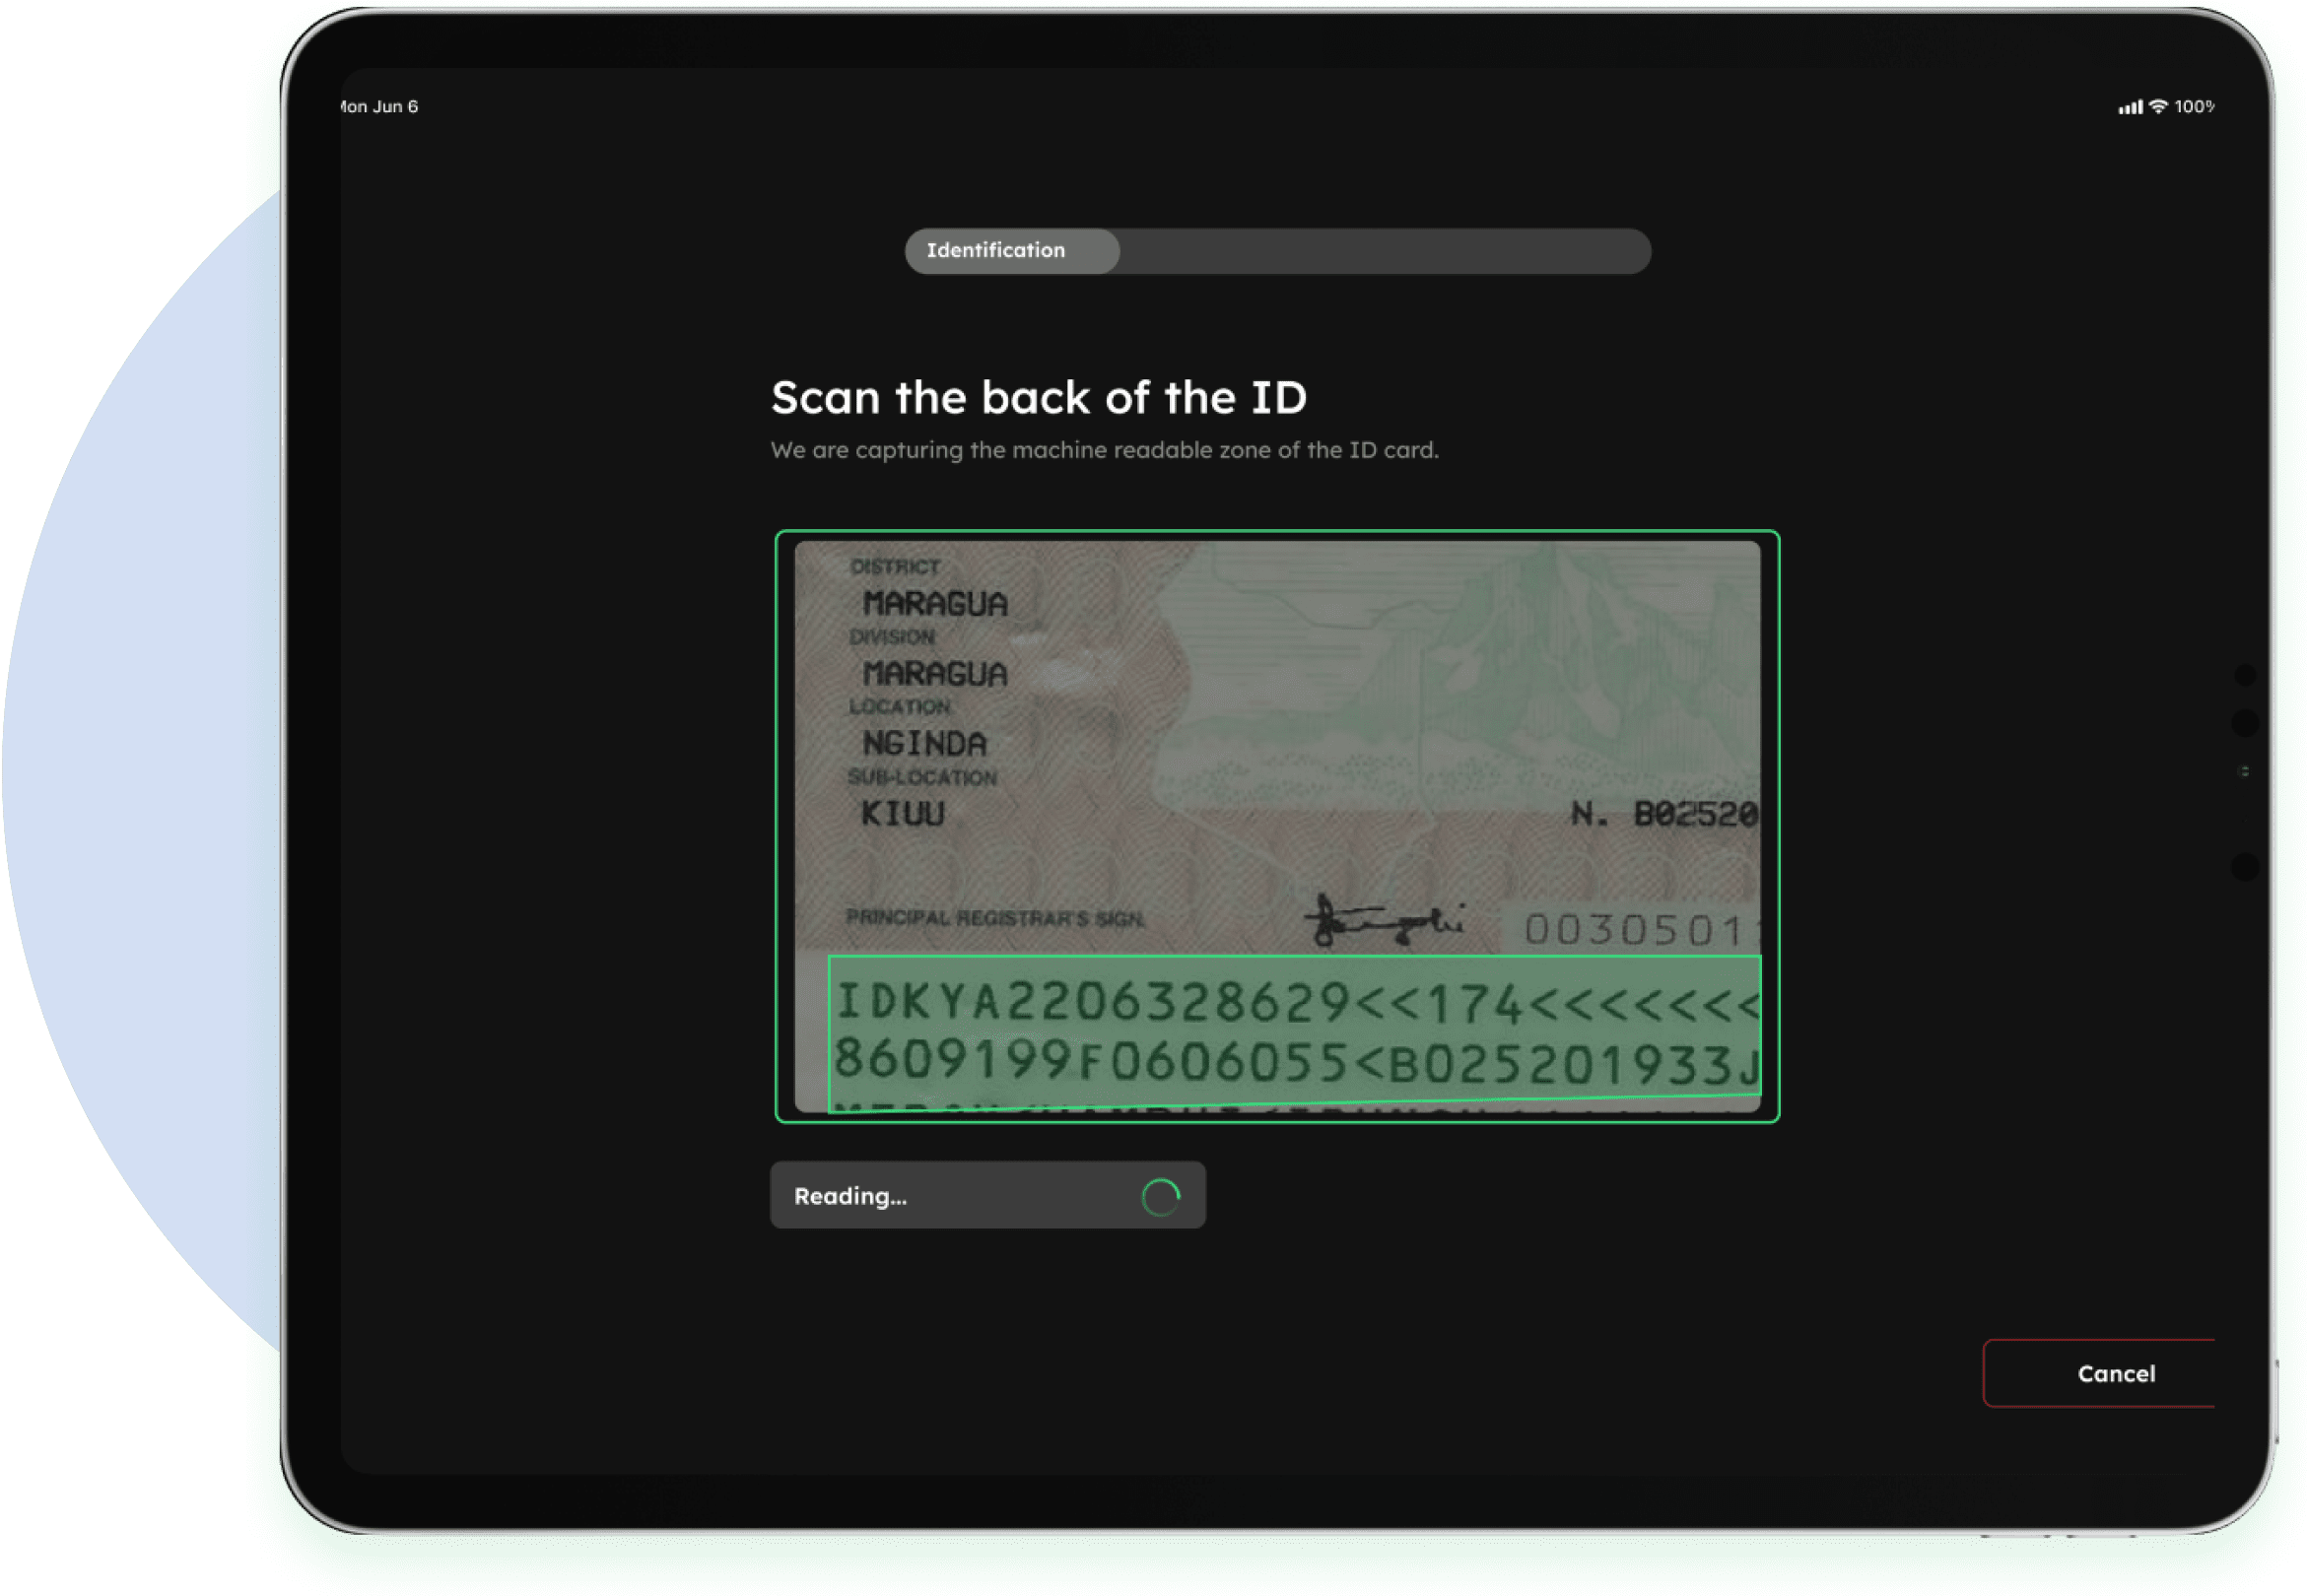 Mon Jun 6
100%
Identification
Scan the back of the ID
We are capturing the machine readable zone of the ID card.
DISTRICT
MARAGUA
DIVISION
MARAGUA
LOCATION
NGINDA
SUB-LOCATION
KIUU
N. B02520
PRINCIPAL REGISTRAR'S SIGN.
00305011
IDKYA2206328629<<174<<<<<<<
8609199F0606055<B025201933J
Reading...
Cancel